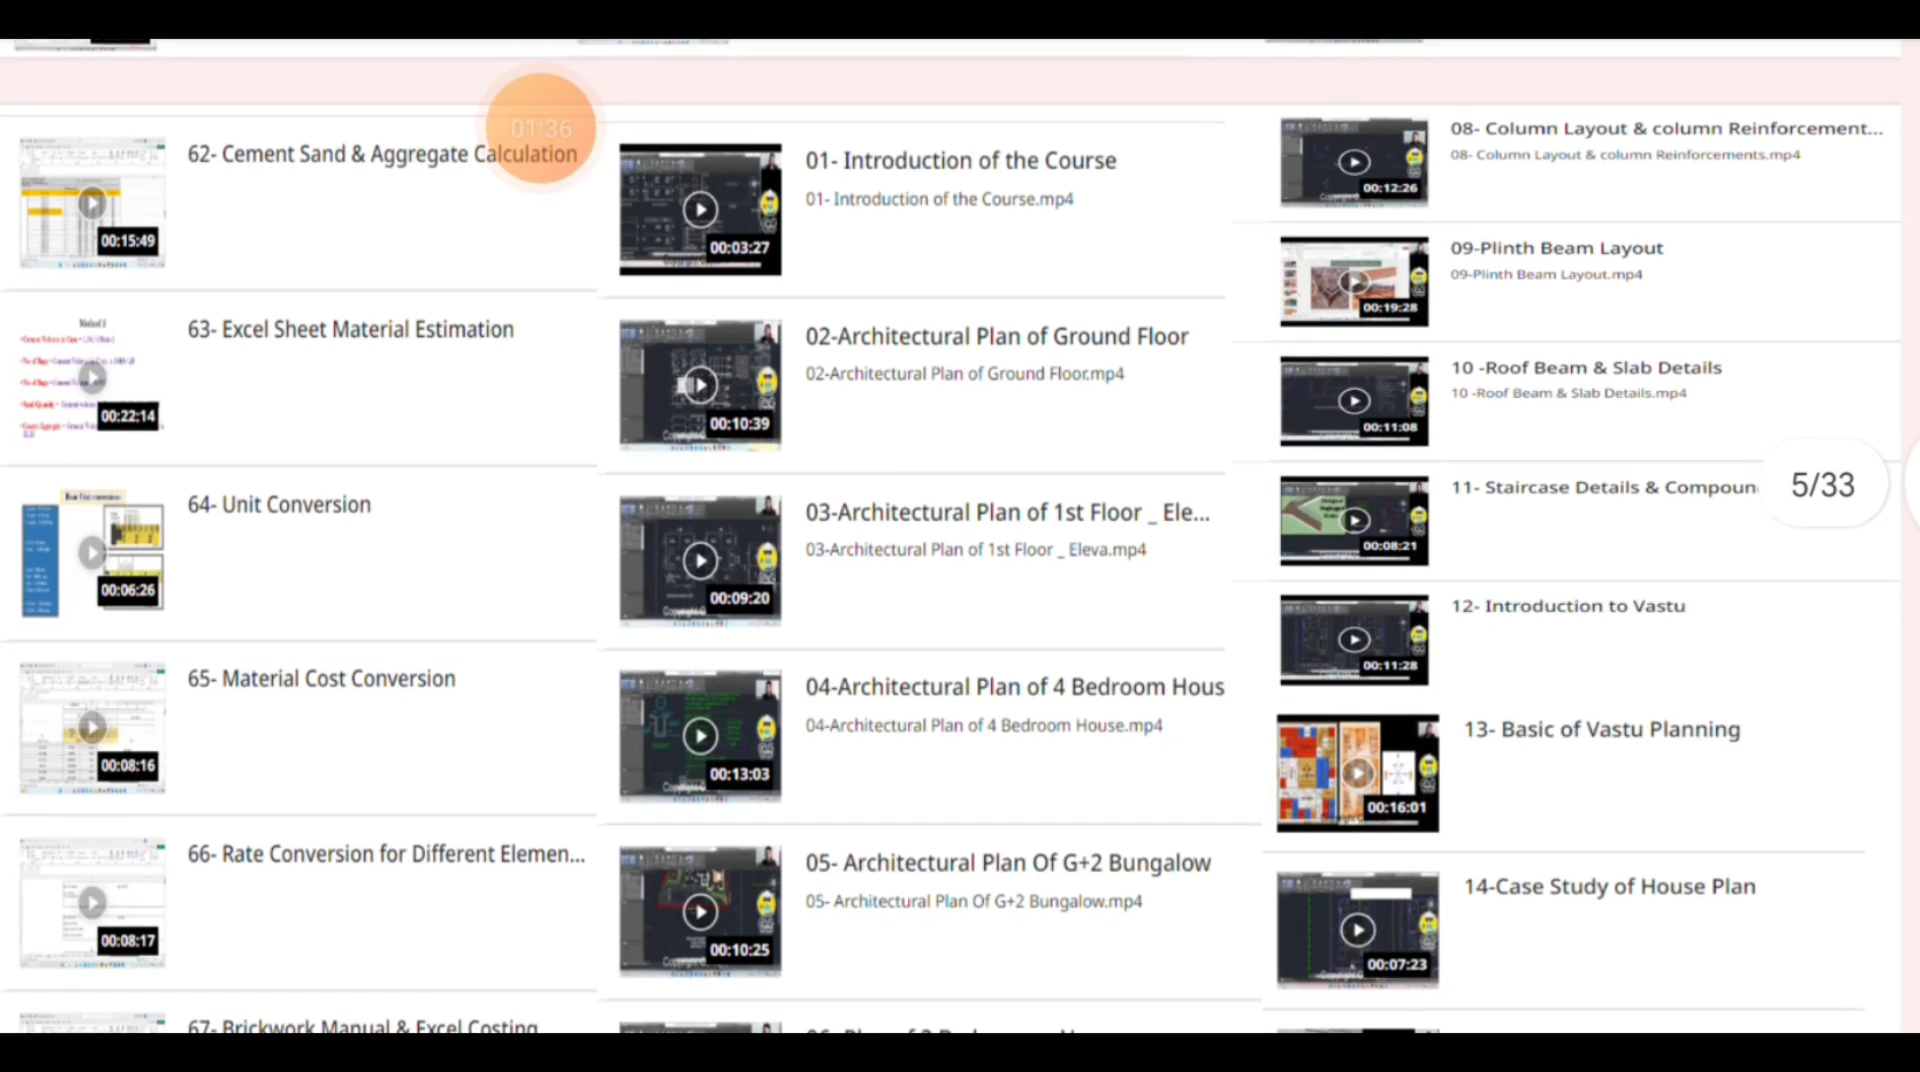 01:36
62- Cement Sand & Aggregate Calculation
00:15:49
Method 1
63- Excel Sheet Material Estimation
00:22:14
64- Unit Conversion
00:06:26
65- Material Cost Conversion
00:08:16
66- Rate Conversion for Different Elemen...
00:08:17
67- Brickwork Manual & Excel Costing
01- Introduction of the Course
01- Introduction of the Course.mp4
00:03:27
02-Architectural Plan of Ground Floor
02-Architectural Plan of Ground Floor.mp4
00:10:39
03-Architectural Plan of 1st Floor _ Ele...
03-Architectural Plan of 1st Floor _ Eleva.mp4
00:09:20
04-Architectural Plan of 4 Bedroom Hous
04-Architectural Plan of 4 Bedroom House.mp4
00:13:03
05- Architectural Plan Of G+2 Bungalow
05- Architectural Plan Of G+2 Bungalow.mp4
00:10:25
08- Column Layout & column Reinforcement...
08- Column Layout & column Reinforcements.mp4
00:12:26
09-Plinth Beam Layout
09-Plinth Beam Layout.mp4
00:19:28
10 -Roof Beam & Slab Details
10 -Roof Beam & Slab Details.mp4
00:11:08
11- Staircase Details & Compoun
00:08:21
5/33
12- Introduction to Vastu
00:11:28
13- Basic of Vastu Planning
00:16:01
14-Case Study of House Plan
00:07:23